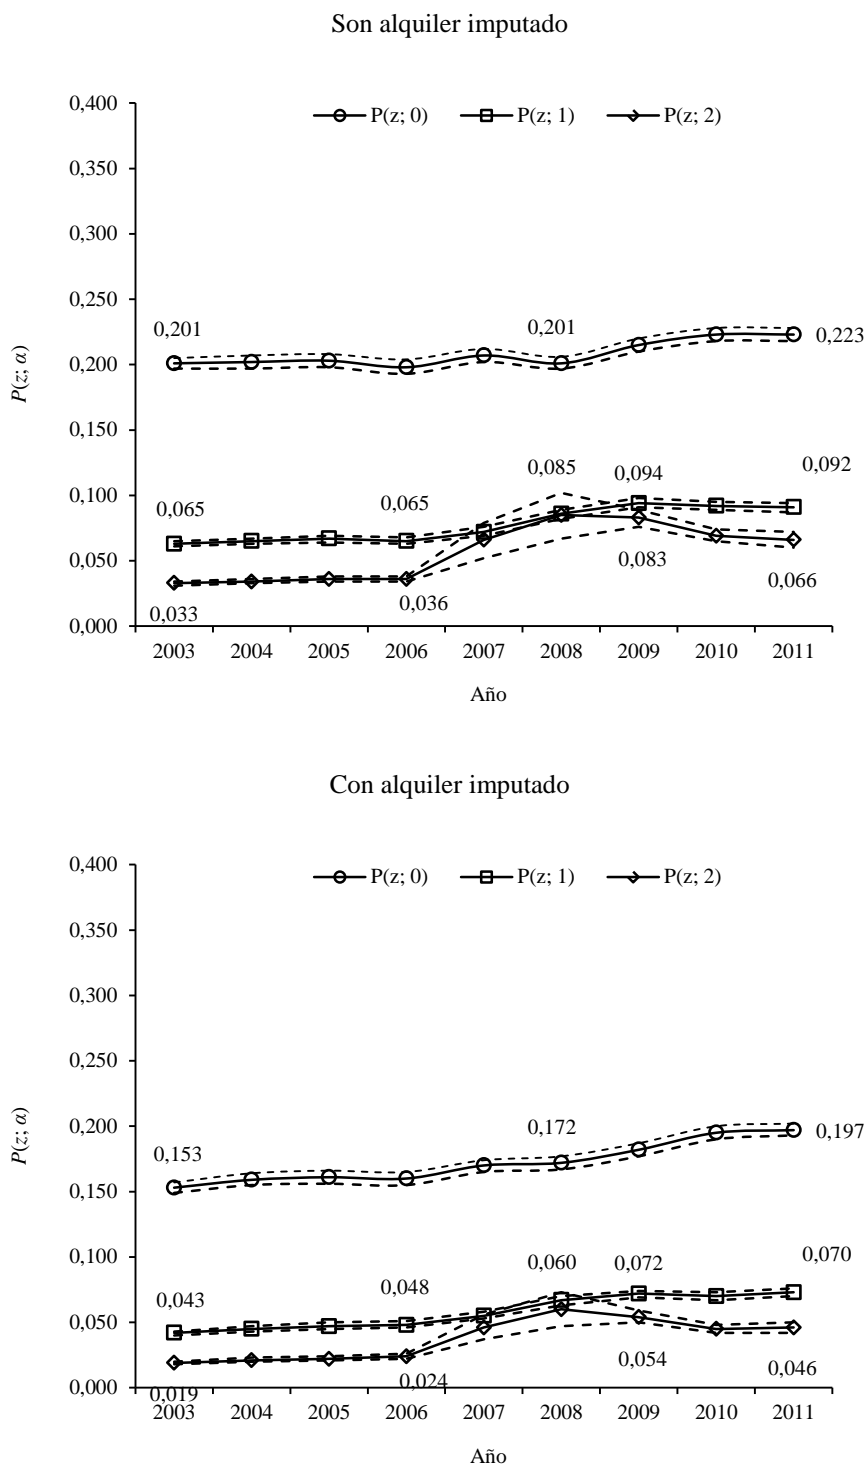 Son alquiler imputado
0,400
P(z; 0) P(z; 1) P(z; 2)
0,350
0,300
0,250
0,201 0,201 0,223
0,200
P(z; α)
0,150
0,085 0,094 0,092
0,100
0,065 0,065
0,050
0,083
0,066
0,033 0,036
0,000
2003 2004 2005 2006 2007 2008 2009 2010 2011
Año
Con alquiler imputado
0,400
P(z; 0) P(z; 1) P(z; 2)
0,350
0,300
0,250
0,200
0,153 0,172 0,197
P(z; α)
0,150
0,100
0,060 0,072 0,070
0,043 0,048
0,050
0,054 0,046
0,019 0,024
0,000
2003 2004 2005 2006 2007 2008 2009 2010 2011
Año